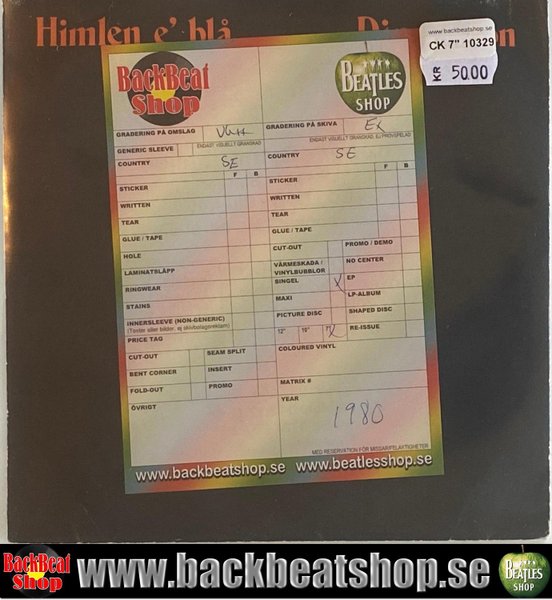 Himlen e' blå
www.backbeatshop.se
CK 7" 10329
KR 50.00
BackBeat
Shop
BEATLES
SHOP
GRADERING PÅ OMSLAG VG++
GRADERING PÅ SKIVA Ex
ENDAST VISUELLT GRANSKAD
ENDAST VISUELLT GRANSKAD, EJ PROVSPELAD
GENERIC SLEEVE
COUNTRY SE
COUNTRY SE
F B
F B
STICKER
WRITTEN
TEAR
GLUE / TAPE
HOLE
LAMINATBLÄPP
RINGWEAR
STAINS
INNERSLEEVE (NON-GENERIC)
(Texter eller bilder, ej skivbolagsreklam)
PRICE TAG
CUT-OUT
SEAM SPLIT
BENT CORNER
INSERT
FOLD-OUT
PROMO
ÖVRIGT
STICKER
WRITTEN
TEAR
GLUE / TAPE
CUT-OUT
PROMO / DEMO
VÄRMESKADA /
VINYLBUBBLOR
NO CENTER
SINGEL X
EP
MAXI
LP-ALBUM
PICTURE DISC
SHAPED DISC
12" 10" 7" X
RE-ISSUE
COLOURED VINYL
MATRIX #
YEAR
1980
MED RESERVATION FÖR MISSAR/FELAKTIGHETER
www.backbeatshop.se www.beatlesshop.se
BackBeat
Shop
www.backbeatshop.se
BEATLES
SHOP